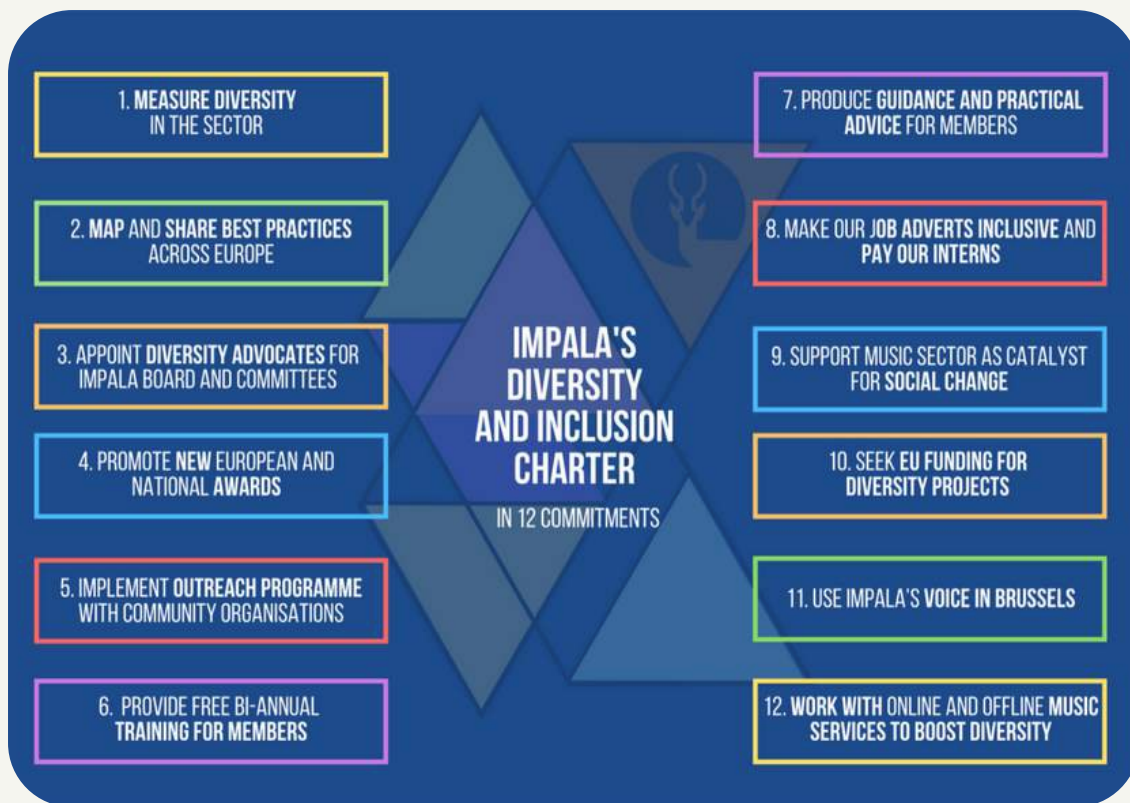 1. MEASURE DIVERSITY
IN THE SECTOR
2. MAP AND SHARE BEST PRACTICES
ACROSS EUROPE
3. APPOINT DIVERSITY ADVOCATES FOR
IMPALA BOARD AND COMMITTEES
4. PROMOTE NEW EUROPEAN AND
NATIONAL AWARDS
5. IMPLEMENT OUTREACH PROGRAMME
WITH COMMUNITY ORGANISATIONS
6. PROVIDE FREE BI-ANNUAL
TRAINING FOR MEMBERS
IMPALA'S
DIVERSITY
AND INCLUSION
CHARTER
IN 12 COMMITMENTS
7. PRODUCE GUIDANCE AND PRACTICAL
ADVICE FOR MEMBERS
8. MAKE OUR JOB ADVERTS INCLUSIVE AND
PAY OUR INTERNS
9. SUPPORT MUSIC SECTOR AS CATALYST
FOR SOCIAL CHANGE
10. SEEK EU FUNDING FOR
DIVERSITY PROJECTS
11. USE IMPALA'S VOICE IN BRUSSELS
12. WORK WITH ONLINE AND OFFLINE MUSIC
SERVICES TO BOOST DIVERSITY